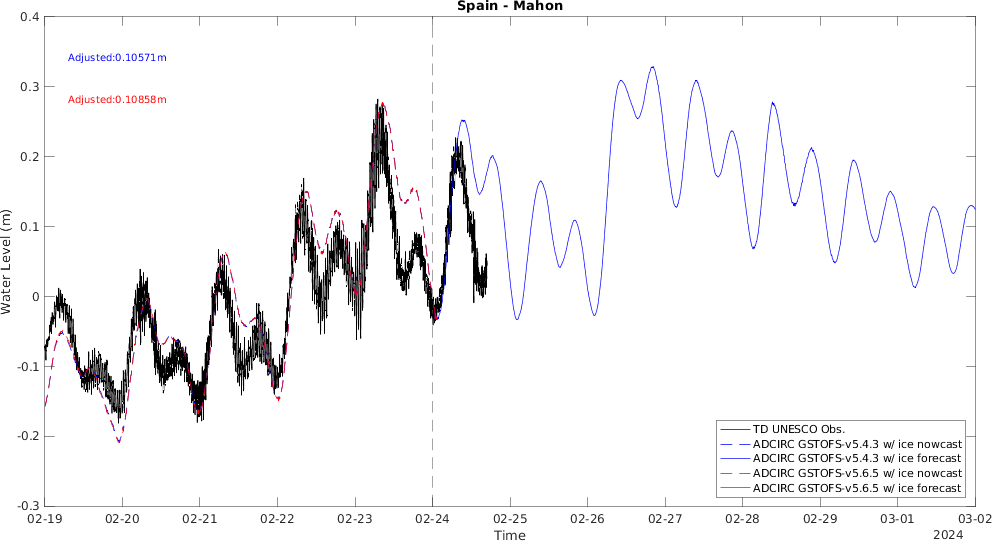 Spain - Mahon
0.4
0.3
0.2
0.1
0
-0.1
-0.2
-0.3
Water Level (m)
Adjusted:0.10571m
Adjusted:0.10858m
TD UNESCO Obs.
ADCIRC GSTOFS-v5.4.3 w/ ice nowcast
ADCIRC GSTOFS-v5.4.3 w/ ice forecast
ADCIRC GSTOFS-v5.6.5 w/ ice nowcast
ADCIRC GSTOFS-v5.6.5 w/ ice forecast
02-19 02-20 02-21 02-22 02-23 02-24 02-25 02-26 02-27 02-28 02-29 03-01 03-02
Time
2024